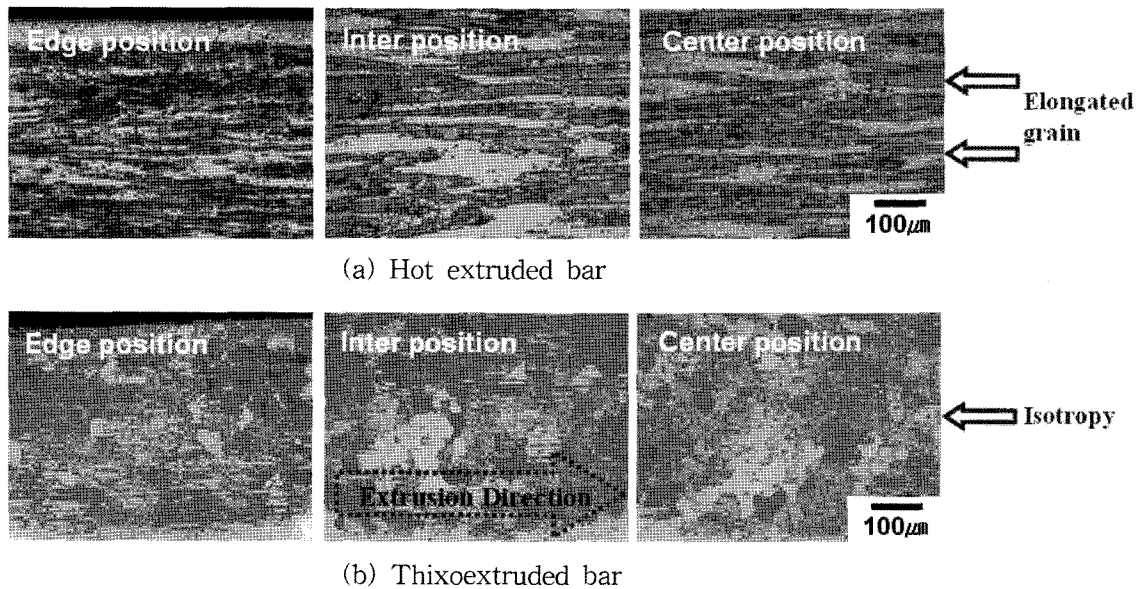 Edge position
Inter position
Center position
Elongated
grain
100㎛
(a) Hot extruded bar
Edge position
Inter position
Center position
Isotropy
Extrusion Direction
100㎛
(b) Thixoextruded bar